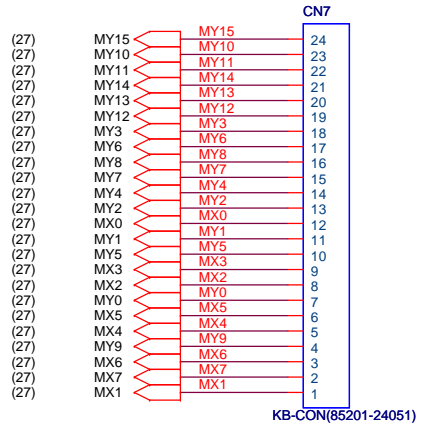 CN7
(27) MY15 MY15 24
(27) MY10 MY10 23
(27) MY11 MY11 22
(27) MY14 MY14 21
(27) MY13 MY13 20
(27) MY12 MY12 19
(27) MY3 MY3 18
(27) MY6 MY6 17
(27) MY8 MY8 16
(27) MY7 MY7 15
(27) MY4 MY4 14
(27) MY2 MY2 13
(27) MX0 MX0 12
(27) MY1 MY1 11
(27) MY5 MY5 10
(27) MX3 MX3 9
(27) MX2 MX2 8
(27) MY0 MY0 7
(27) MX5 MX5 6
(27) MX4 MX4 5
(27) MY9 MY9 4
(27) MX6 MX6 3
(27) MX7 MX7 2
(27) MX1 MX1 1
KB-CON(85201-24051)